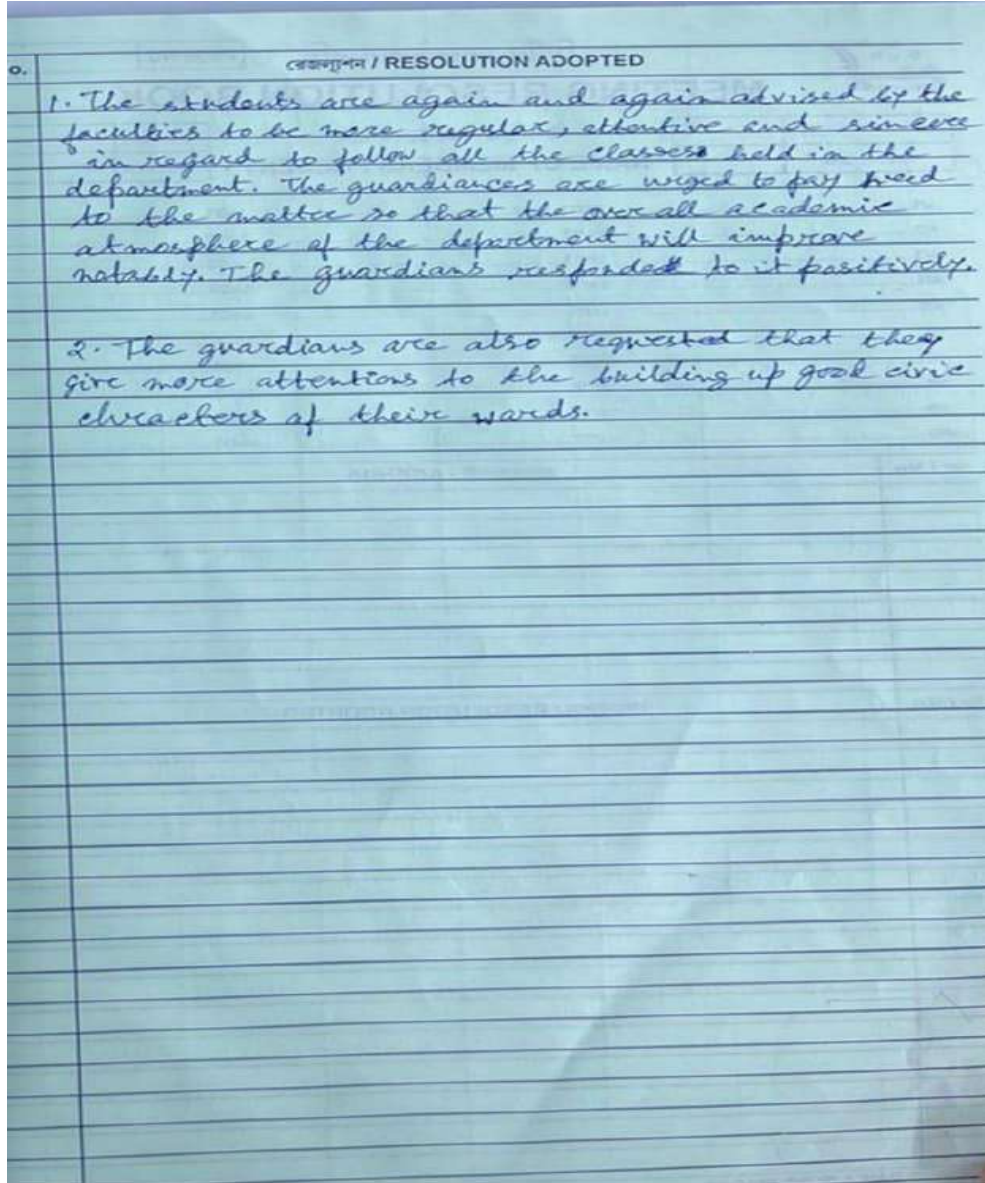 o.
রেজল্যুশন / RESOLUTION ADOPTED
1. The students are again and again advised by the
faculties to be more regular, attentive and sincere
in regard to follow all the classes held in the
department. The guardiances are urged to pay heed
to the matter so that the over all academic
atmosphere of the department will improve
notably. The guardians responded to it positively.
2. The guardians are also requested that they
give more attentions to the building up good civic
chracters of their wards.